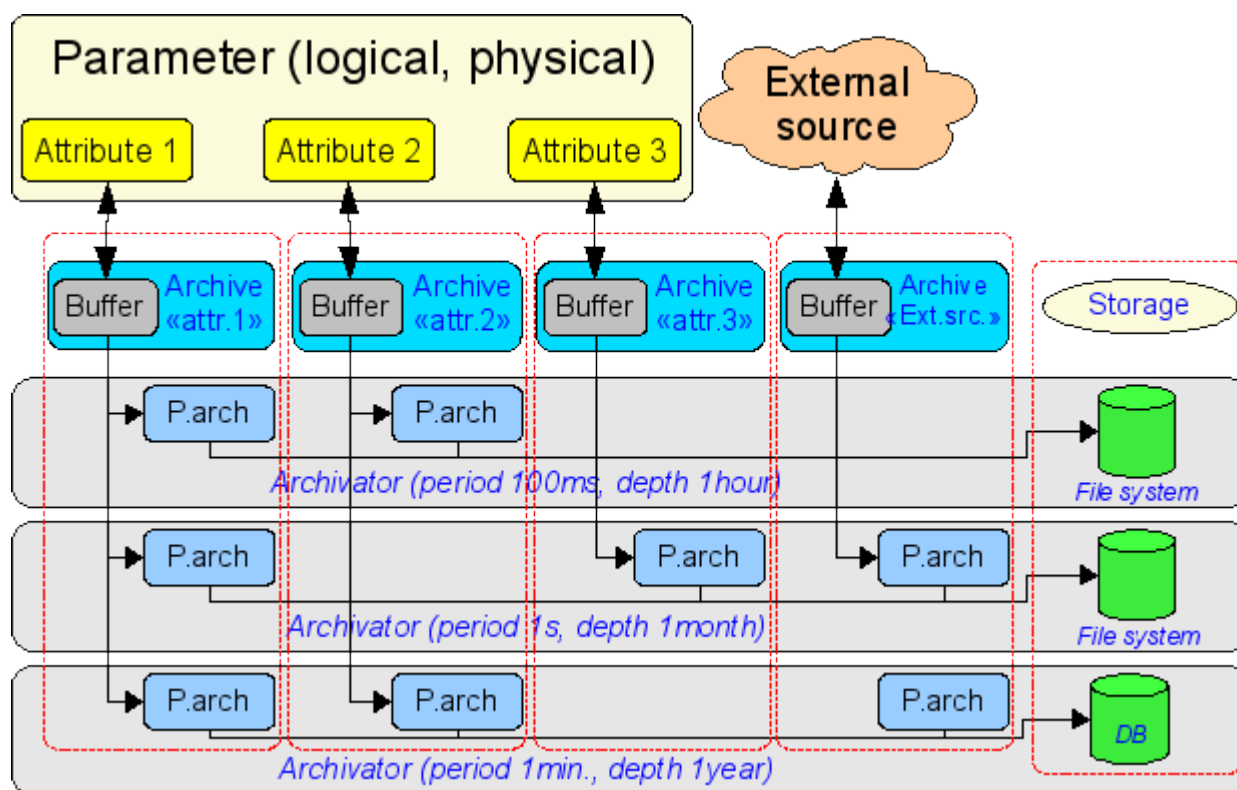 Parameter (logical, physical)
External
source
Attribute 1
Attribute 2
Attribute 3
Buffer
Archive
«attr.1»
Buffer
Archive
«attr.2»
Buffer
Archive
«attr.3»
Buffer
Archive
«Ext.src.»
Storage
P.arch
P.arch
Archivator (period 100ms, depth 1hour)
File system
P.arch
P.arch
P.arch
Archivator (period 1s, depth 1month)
File system
P.arch
P.arch
P.arch
DB
Archivator (period 1min., depth 1year)